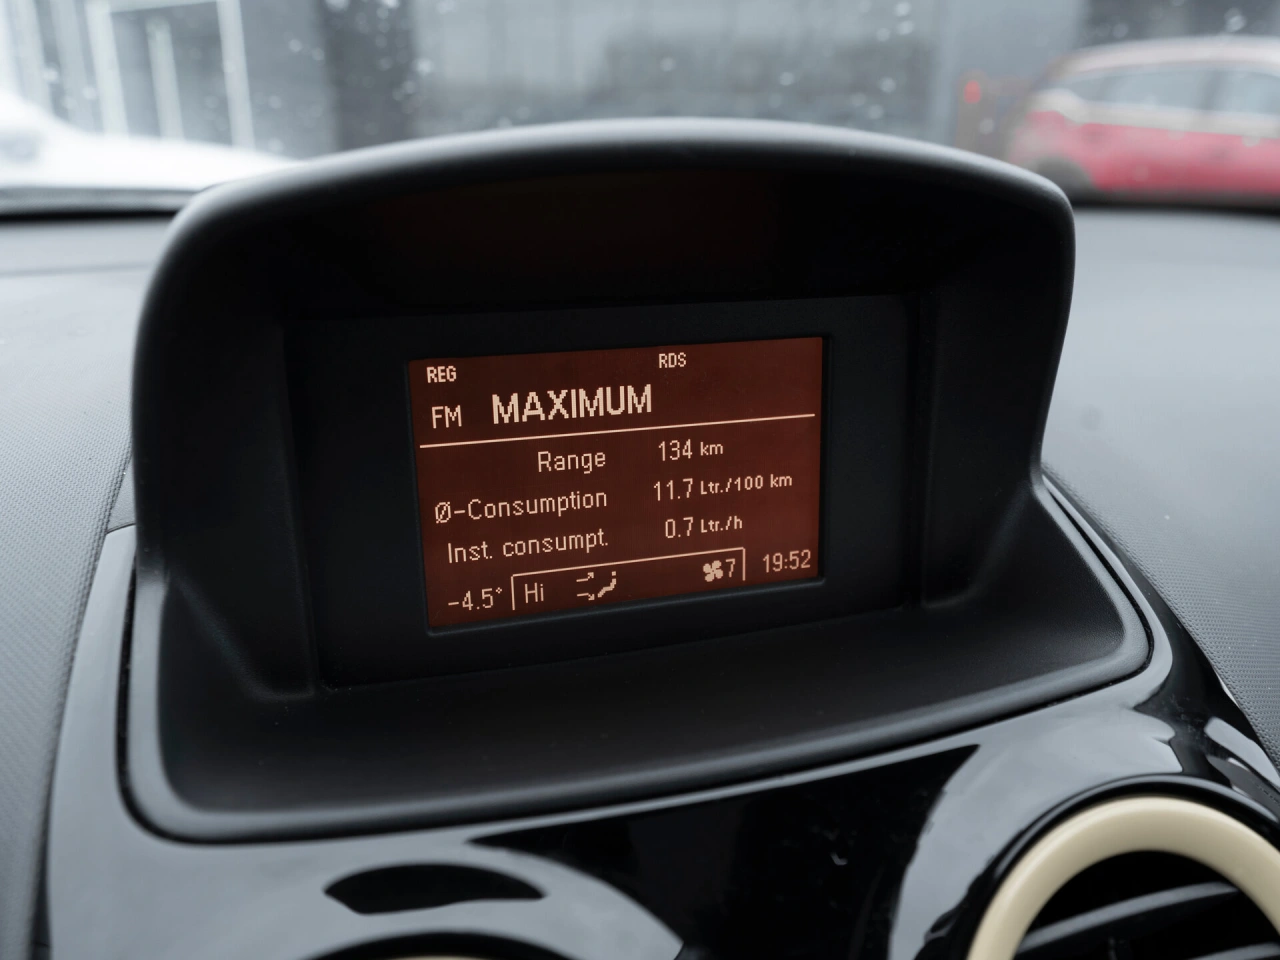 REG RDS
FM MAXIMUM
Range 134 km
Ø-Consumption 11.7 Ltr./100 km
Inst. consumpt. 0.7 Ltr./h
-4.5° Hi 7 19:52